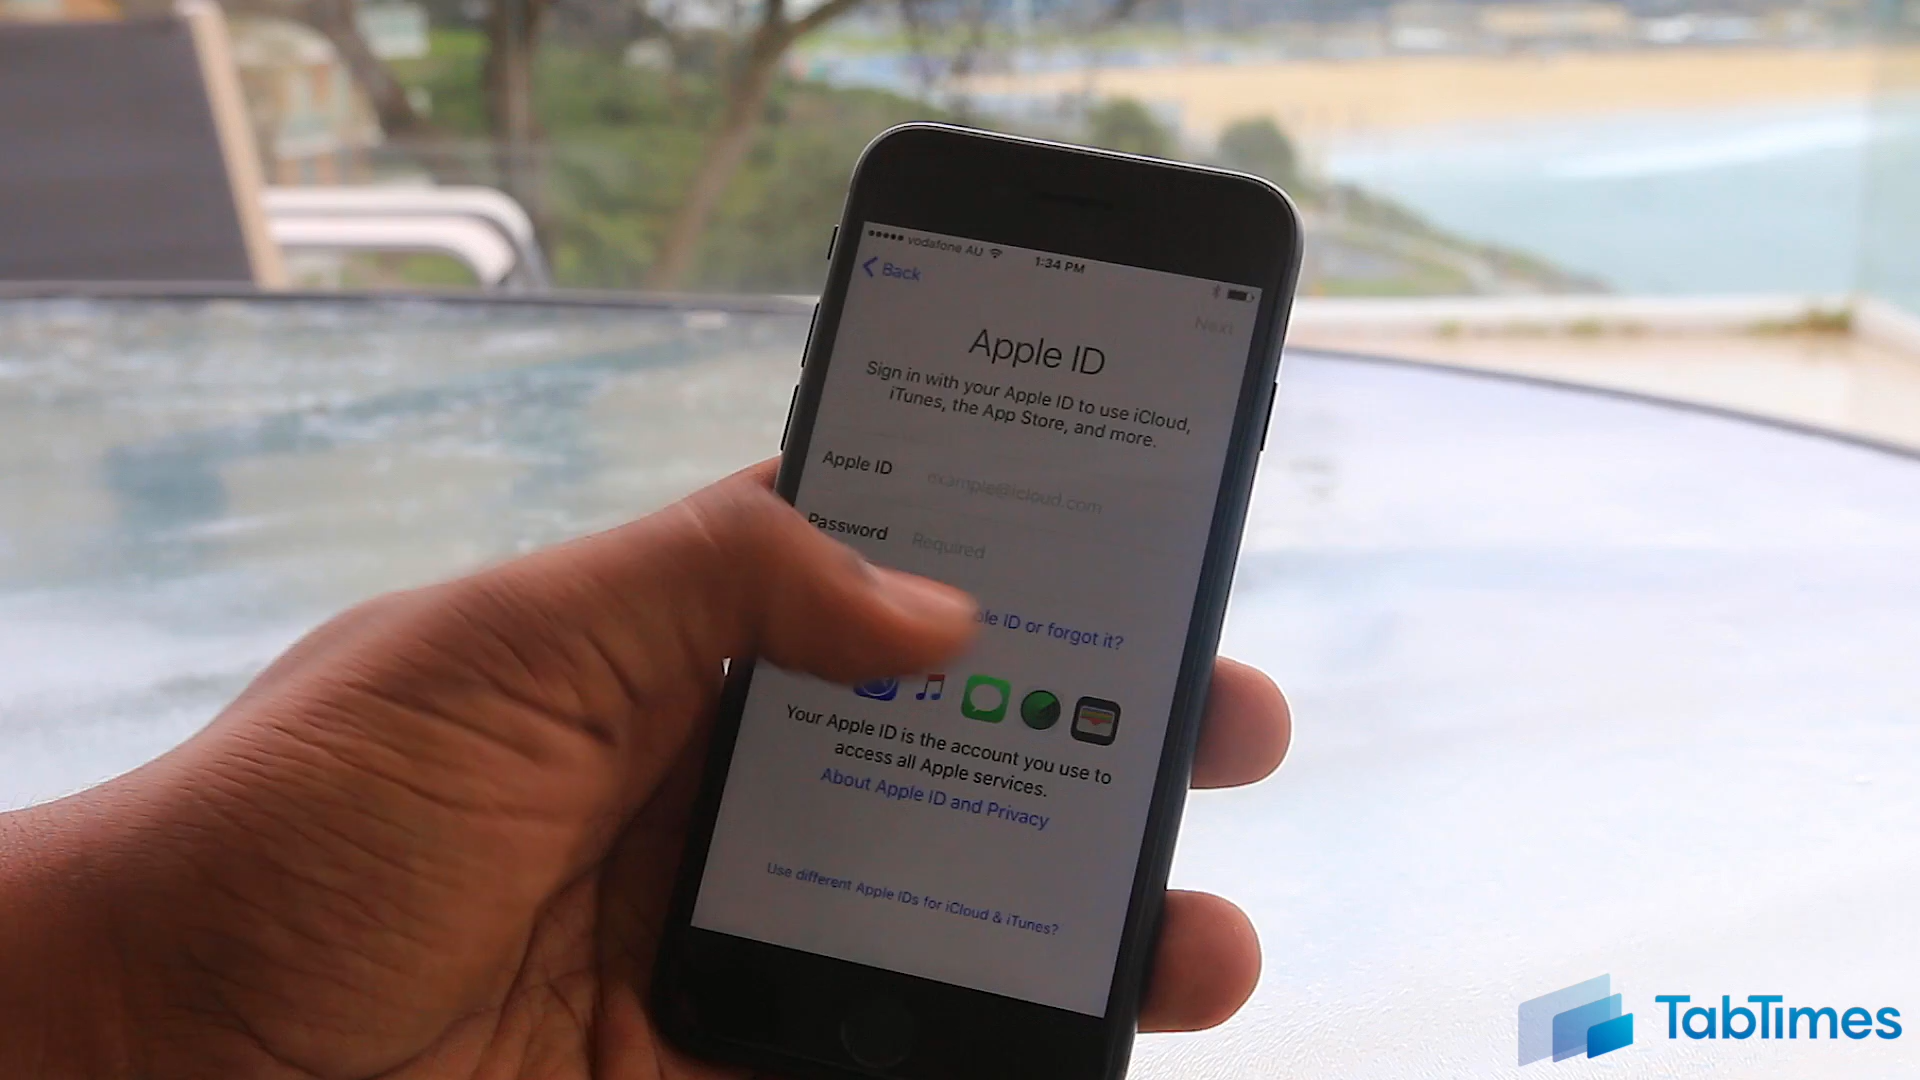 vodafone AU
1:34 PM
Back
Next
Apple ID
Sign in with your Apple ID to use iCloud,
iTunes, the App Store, and more.
Apple ID
example@icloud.com
Password
Required
ID or forgot it?
Your Apple ID is the account you use to
access all Apple services.
About Apple ID and Privacy
Use different Apple IDs for iCloud & iTunes?
TabTimes